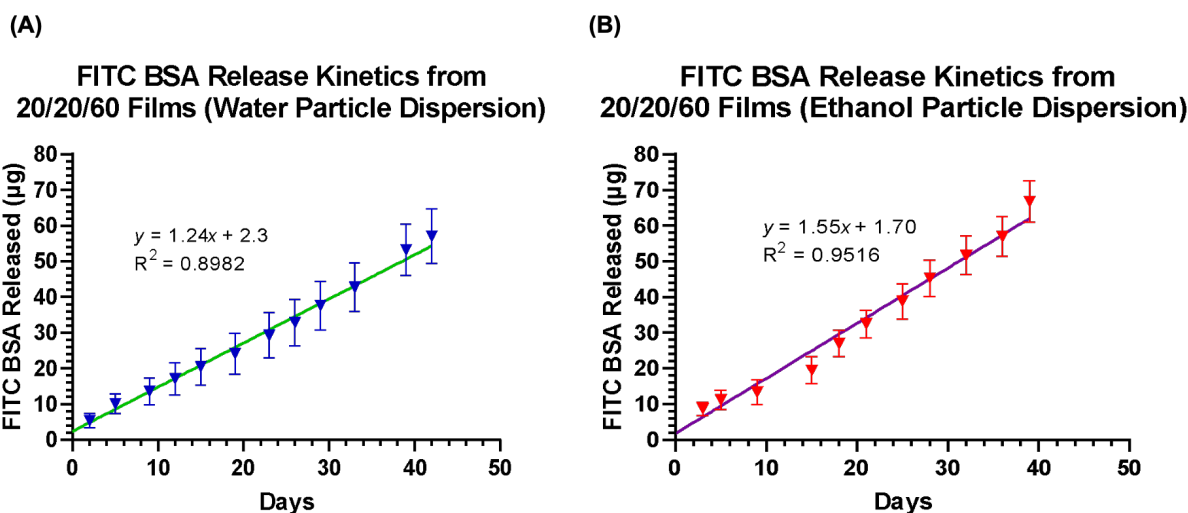 (A)
FITC BSA Release Kinetics from
20/20/60 Films (Water Particle Dispersion)
FITC BSA Released (µg)
80
70
60
50
40
30
20
10
0
y = 1.24x + 2.3
R² = 0.8982
0 10 20 30 40 50
Days
(B)
FITC BSA Release Kinetics from
20/20/60 Films (Ethanol Particle Dispersion)
FITC BSA Released (µg)
80
70
60
50
40
30
20
10
0
y = 1.55x + 1.70
R² = 0.9516
0 10 20 30 40 50
Days